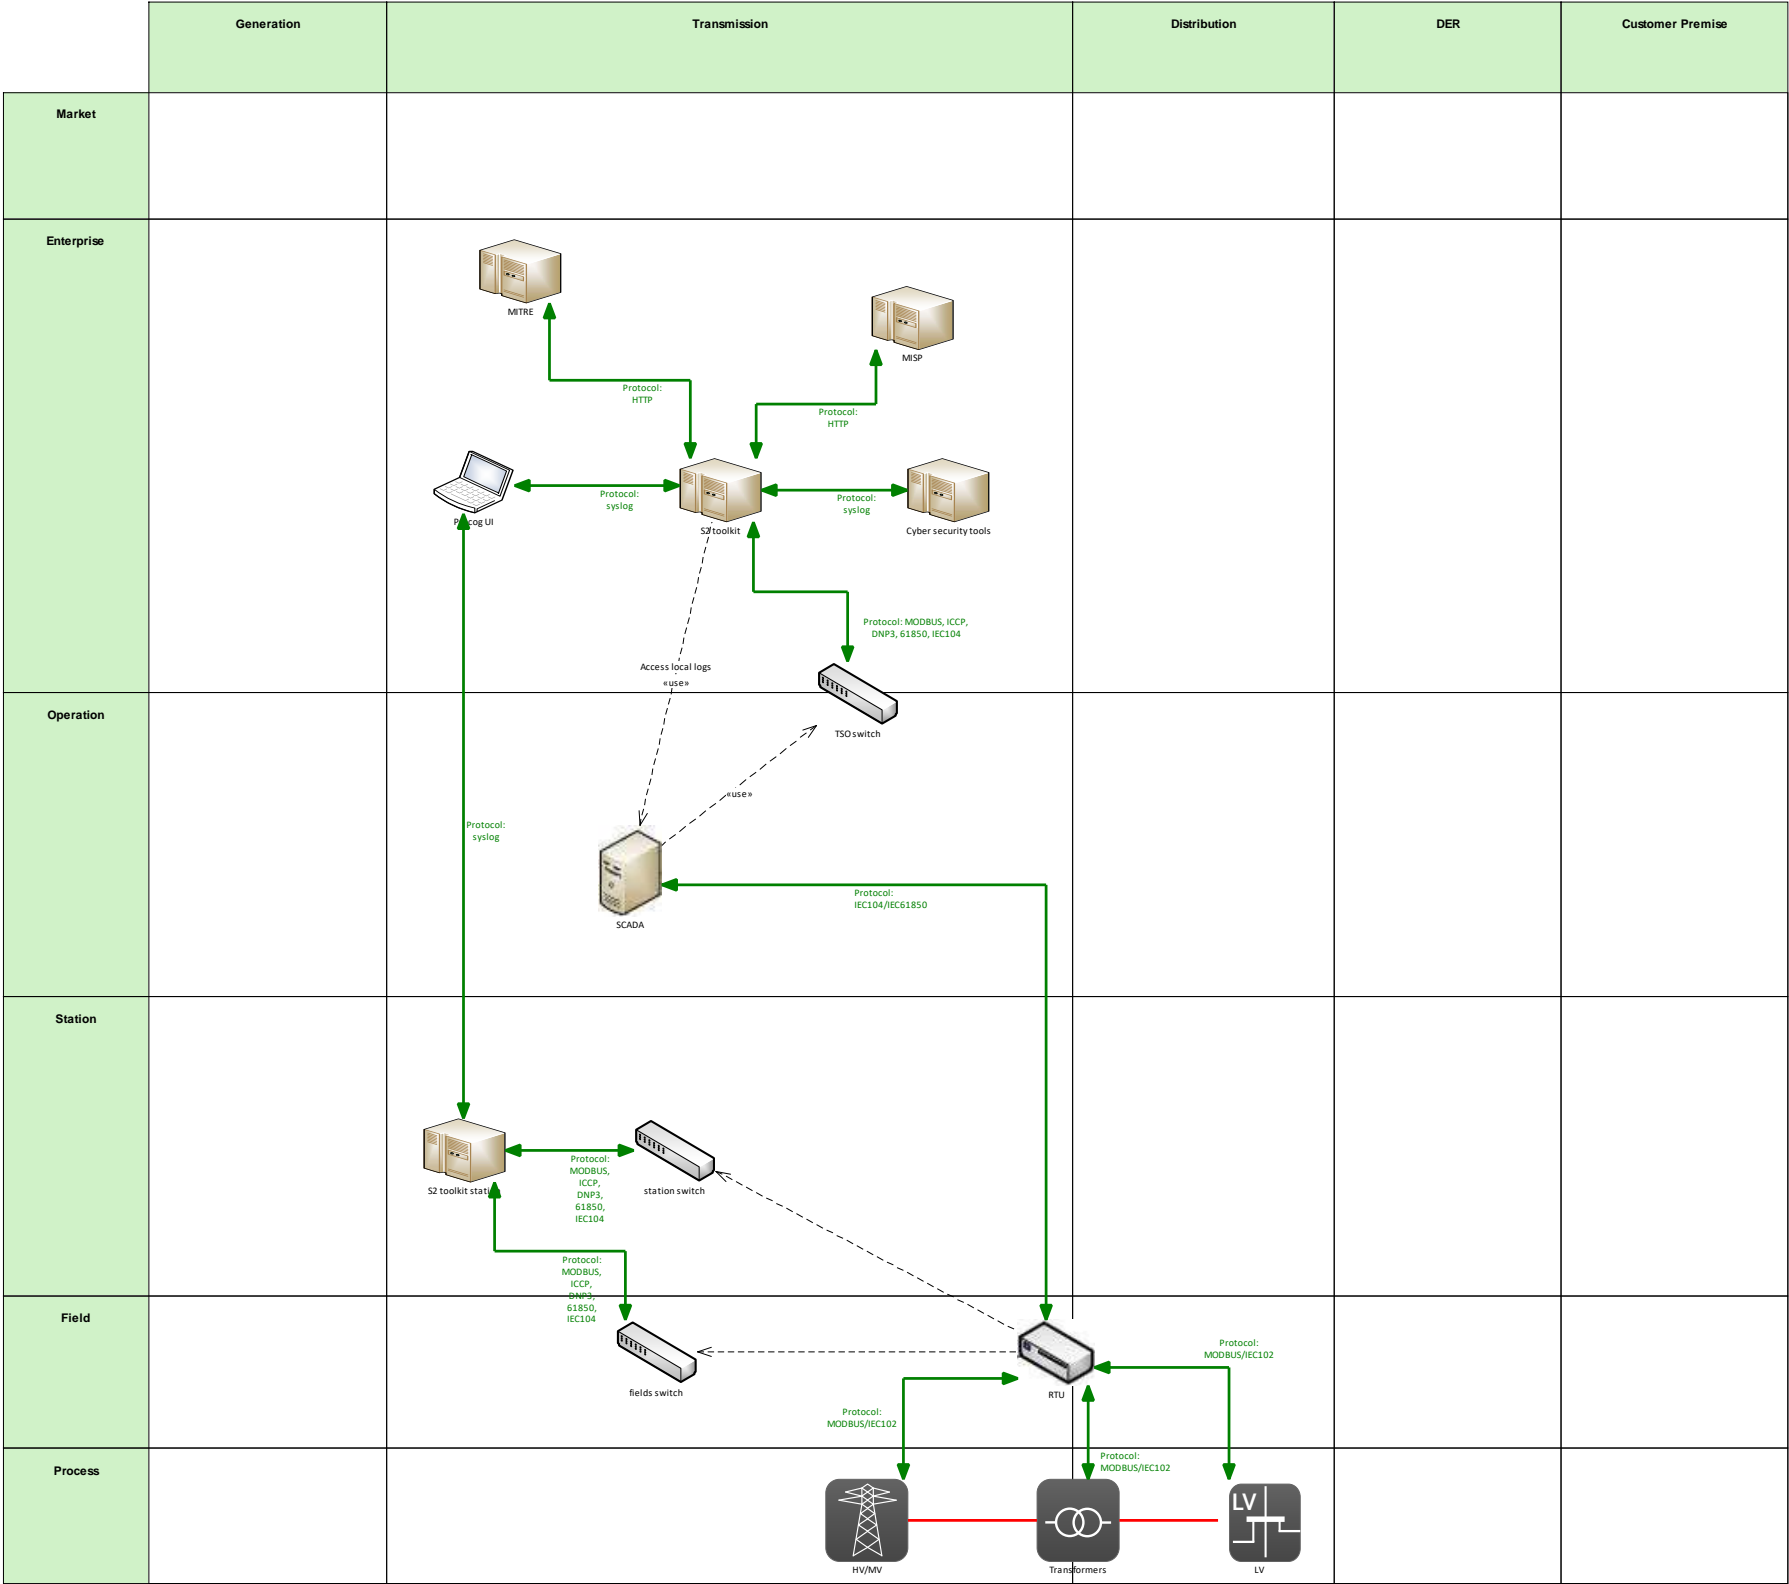 Generation
Transmission
Distribution
DER
Customer Premise
Market
Enterprise
MITRE
MISP
Protocol:
HTTP
Protocol:
HTTP
Protocol:
syslog
Protocol:
syslog
UI
S2 toolkit
Cyber security tools
Protocol: MODBUS, ICCP,
DNP3, 61850, IEC104
Access local logs
«use»
Operation
TSO switch
«use»
Protocol:
syslog
Protocol:
IEC104/IEC61850
SCADA
Station
Protocol:
MODBUS,
ICCP,
DNP3,
61850,
IEC104
S2 toolkit station
station switch
Protocol:
MODBUS,
ICCP,
DNP3,
61850,
IEC104
Field
Protocol:
MODBUS/IEC102
fields switch
RTU
Protocol:
MODBUS/IEC102
Protocol:
MODBUS/IEC102
Process
LV
HV/MV
Transformers
LV